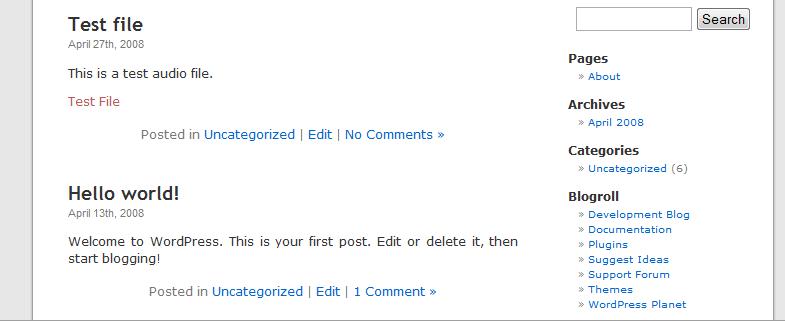 Test file
April 27th, 2008
This is a test audio file.
Test File
Posted in Uncategorized | Edit | No Comments »
Hello world!
April 13th, 2008
Welcome to WordPress. This is your first post. Edit or delete it, then
start blogging!
Posted in Uncategorized | Edit | 1 Comment »
Search
Pages
» About
Archives
» April 2008
Categories
» Uncategorized (6)
Blogroll
» Development Blog
» Documentation
» Plugins
» Suggest Ideas
» Support Forum
» Themes
» WordPress Planet